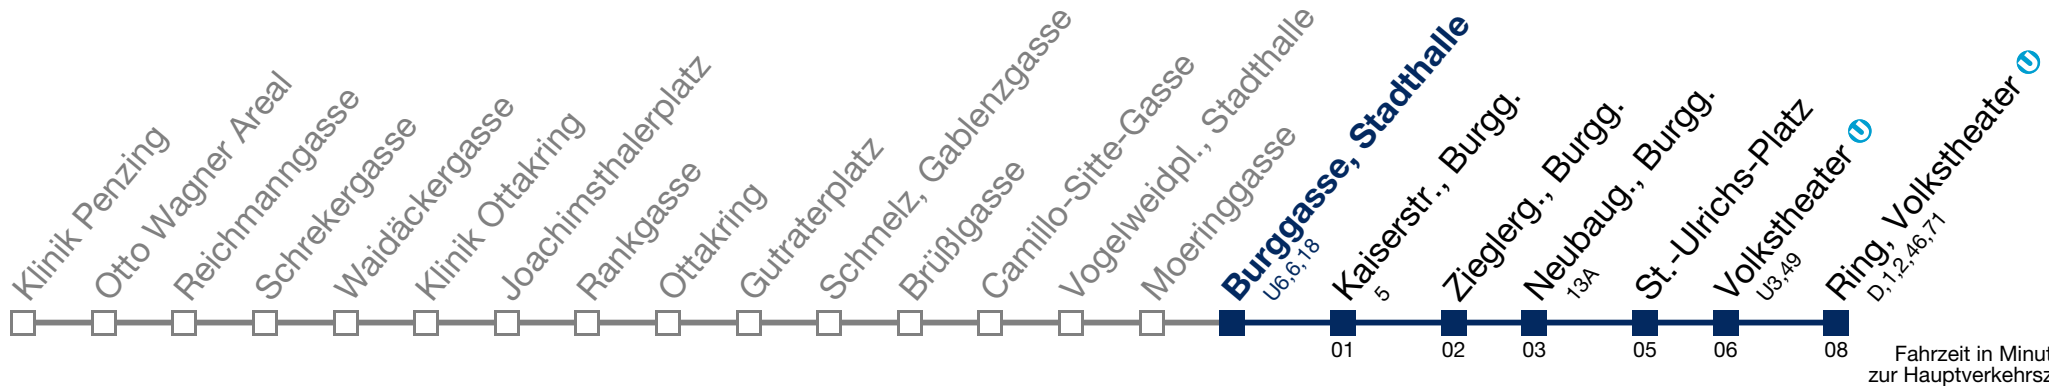 Klinik Penzing
Otto Wagner Areal
Reichmanngasse
Schrekergasse
Waidäckergasse
Klinik Ottakring
Joachimsthalerplatz
Rankgasse
Ottakring
Gutraterplatz
Schmelz, Gablenzgasse
Brüßlgasse
Camillo-Sitte-Gasse
Vogelweidpl., Stadthalle
Moeringgasse
Burggasse, Stadthalle
U6,6,18
Kaiserstr., Burgg.
5
Zieglerg., Burgg.
Neubaug., Burgg.
13A
St.-Ulrichs-Platz
Volkstheater U
U3,49
Ring, Volkstheater U
D,1,2,46,71
01 02 03 05 06 08
Fahrzeit in Minut
zur Hauptverkehrsz